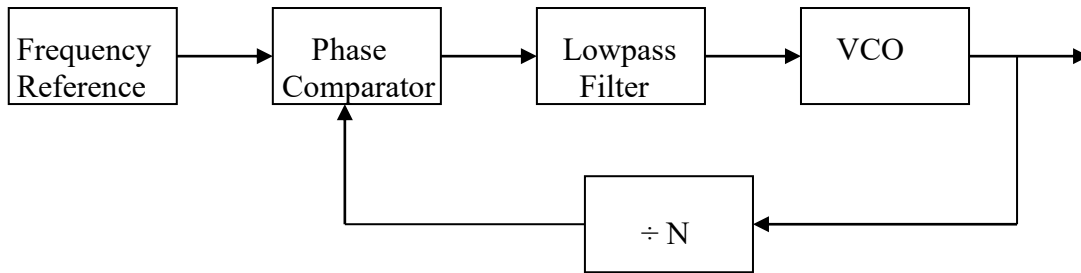 Frequency
Reference
Phase
Comparator
Lowpass
Filter
VCO
÷ N